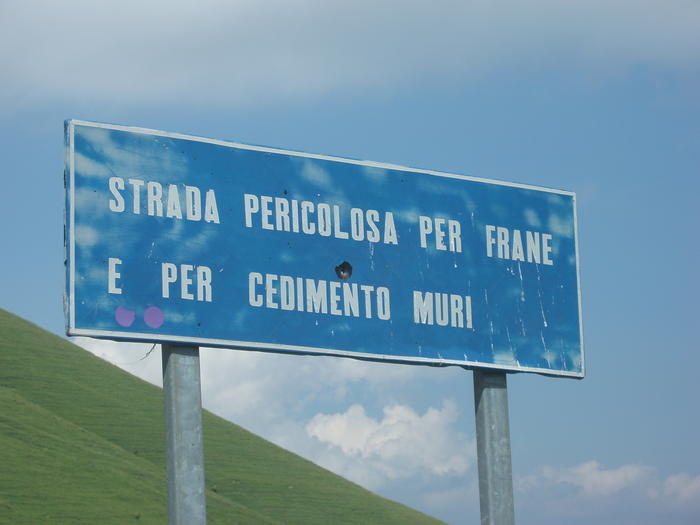 STRADA PERICOLOSA PER FRANE
E PER CEDIMENTO MURI